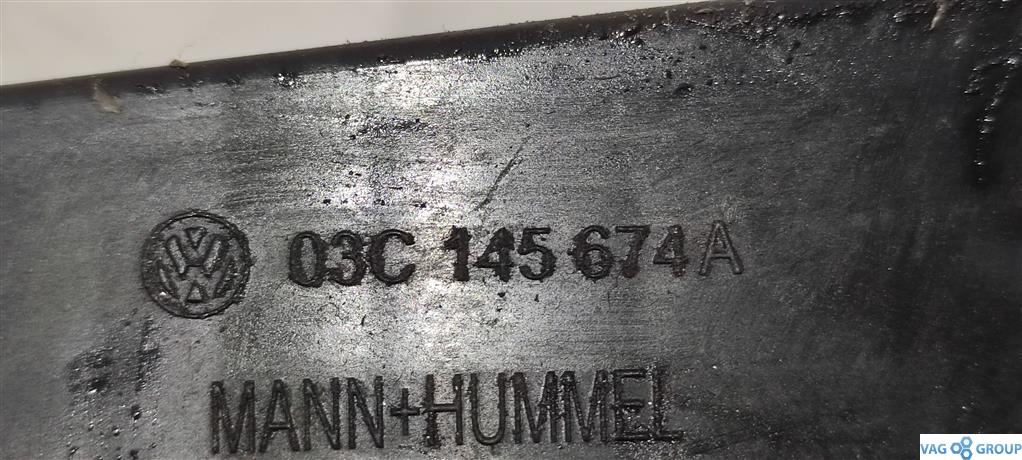 03C 145 674 A
MANN+HUMMEL
VAG GROUP